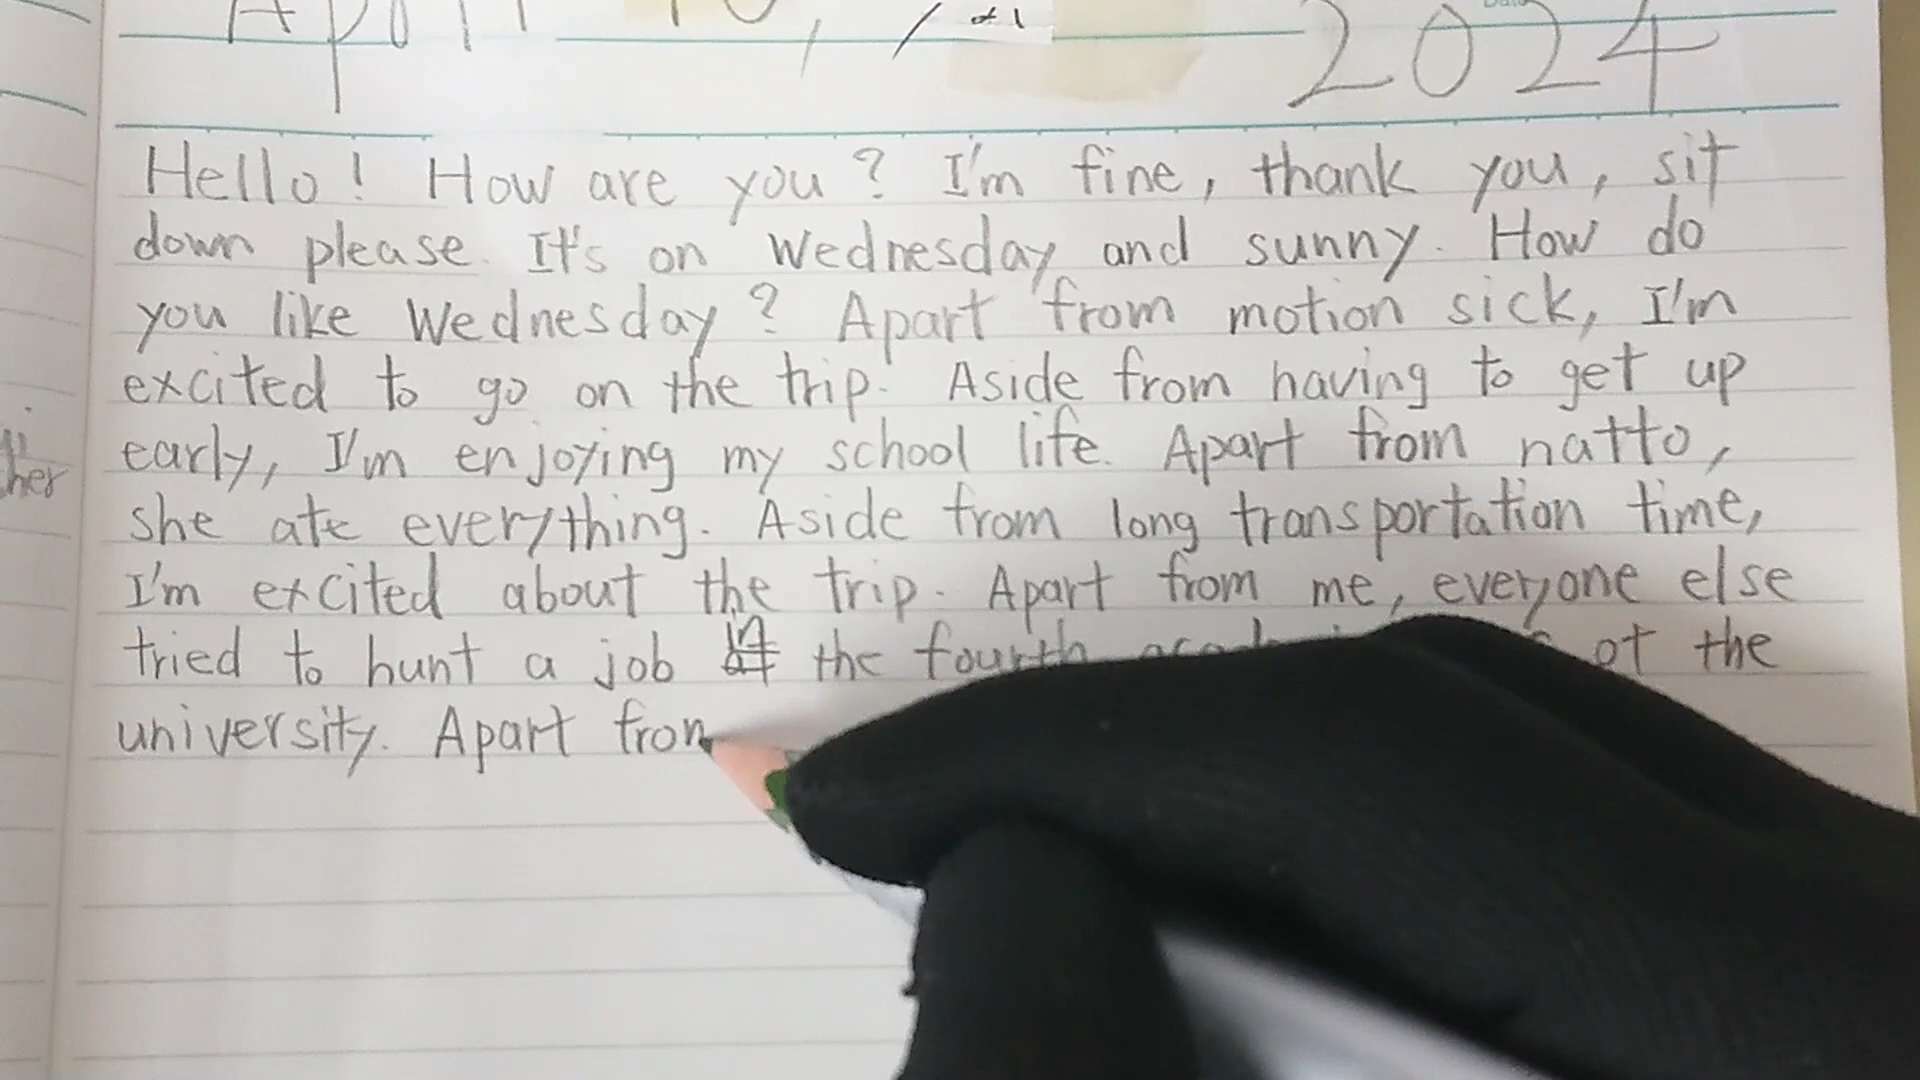 April 2024
Hello! How are you? I'm fine, thank you, sit
down please. It's on Wednesday and sunny. How do
you like Wednesday? Apart from motion sick, I'm
excited to go on the trip. Aside from having to get up
early, I'm enjoying my school life. Apart from natto,
she ate everything. Aside from long transportation time,
I'm excited about the trip. Apart from me, everyone else
tried to hunt a job in the fourth of the
university. Apart from
her